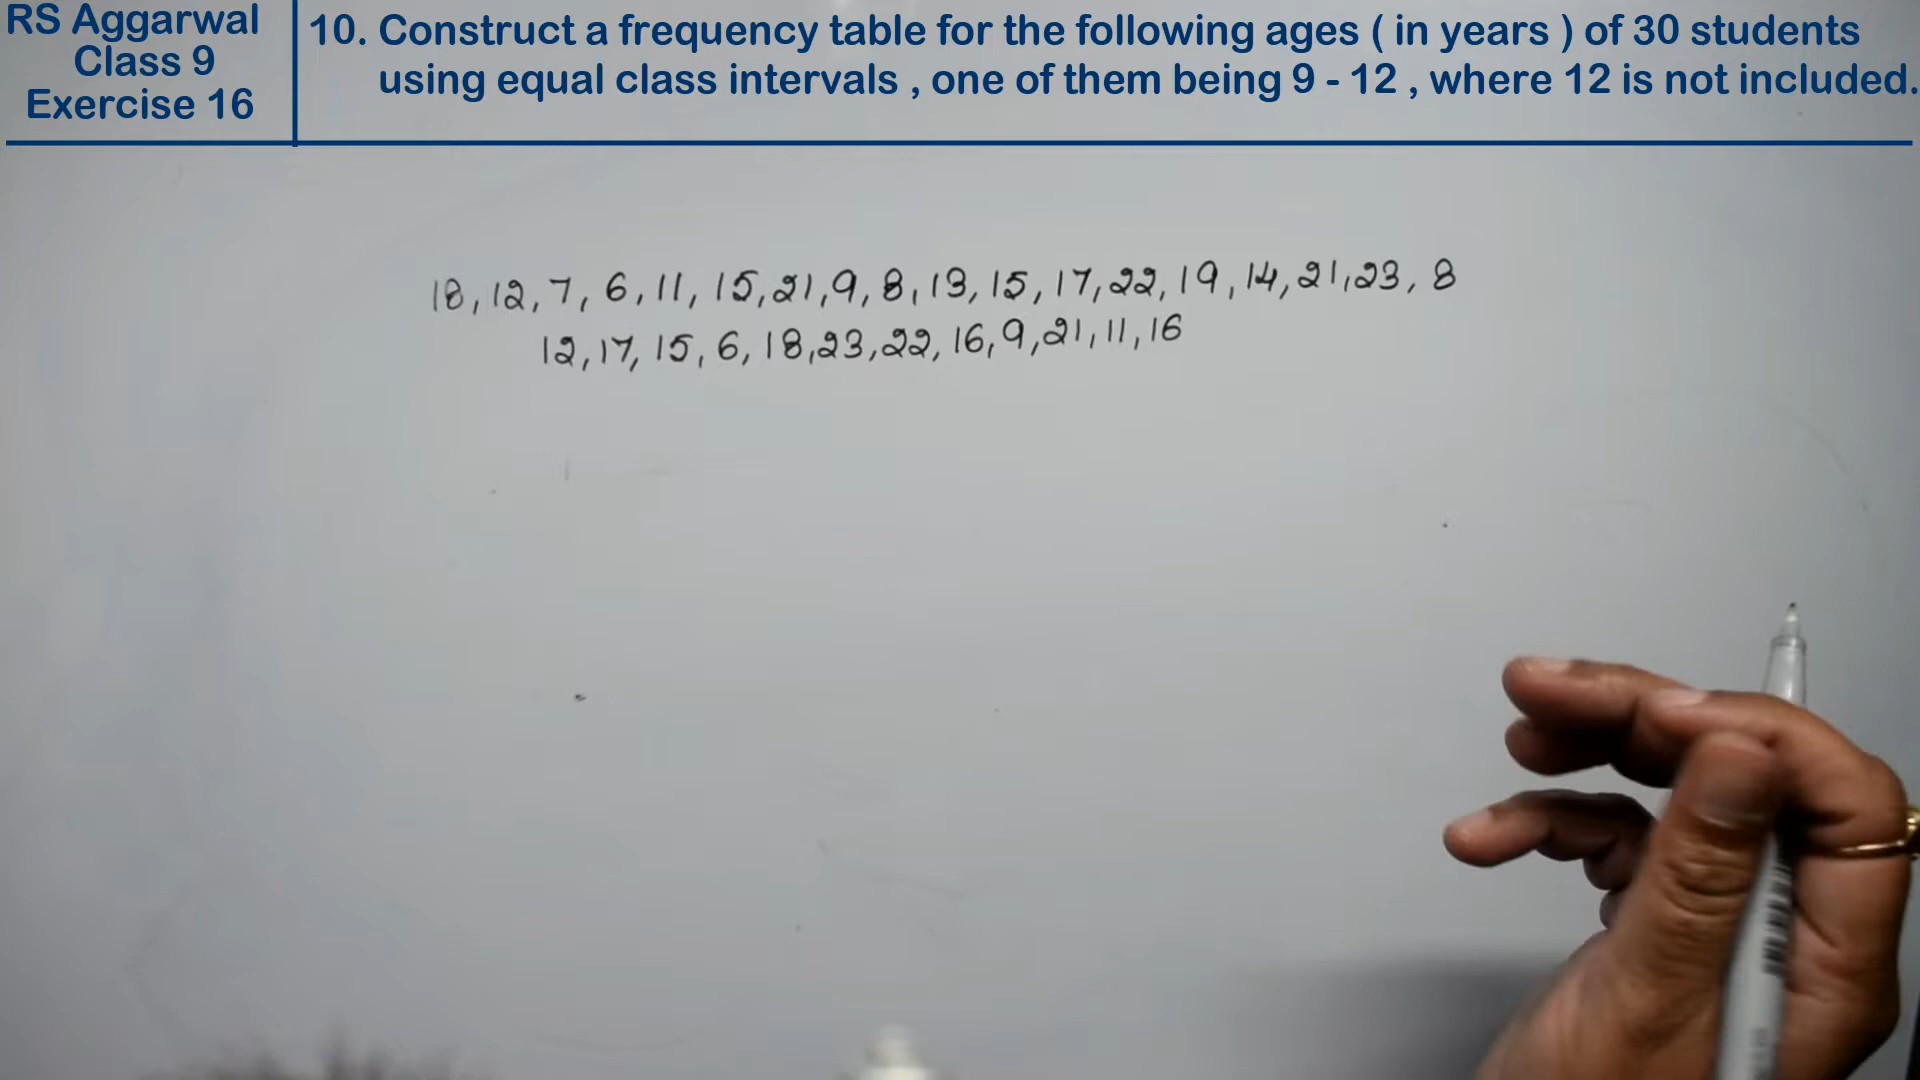 RS Aggarwal
Class 9
Exercise 16
10. Construct a frequency table for the following ages ( in years ) of 30 students
using equal class intervals , one of them being 9 - 12 , where 12 is not included.
18, 12, 7, 6, 11, 15, 21, 9, 8, 13, 15, 17, 22, 19, 14, 21, 23, 8
12, 17, 15, 6, 18, 23, 22, 16, 9, 21, 11, 16